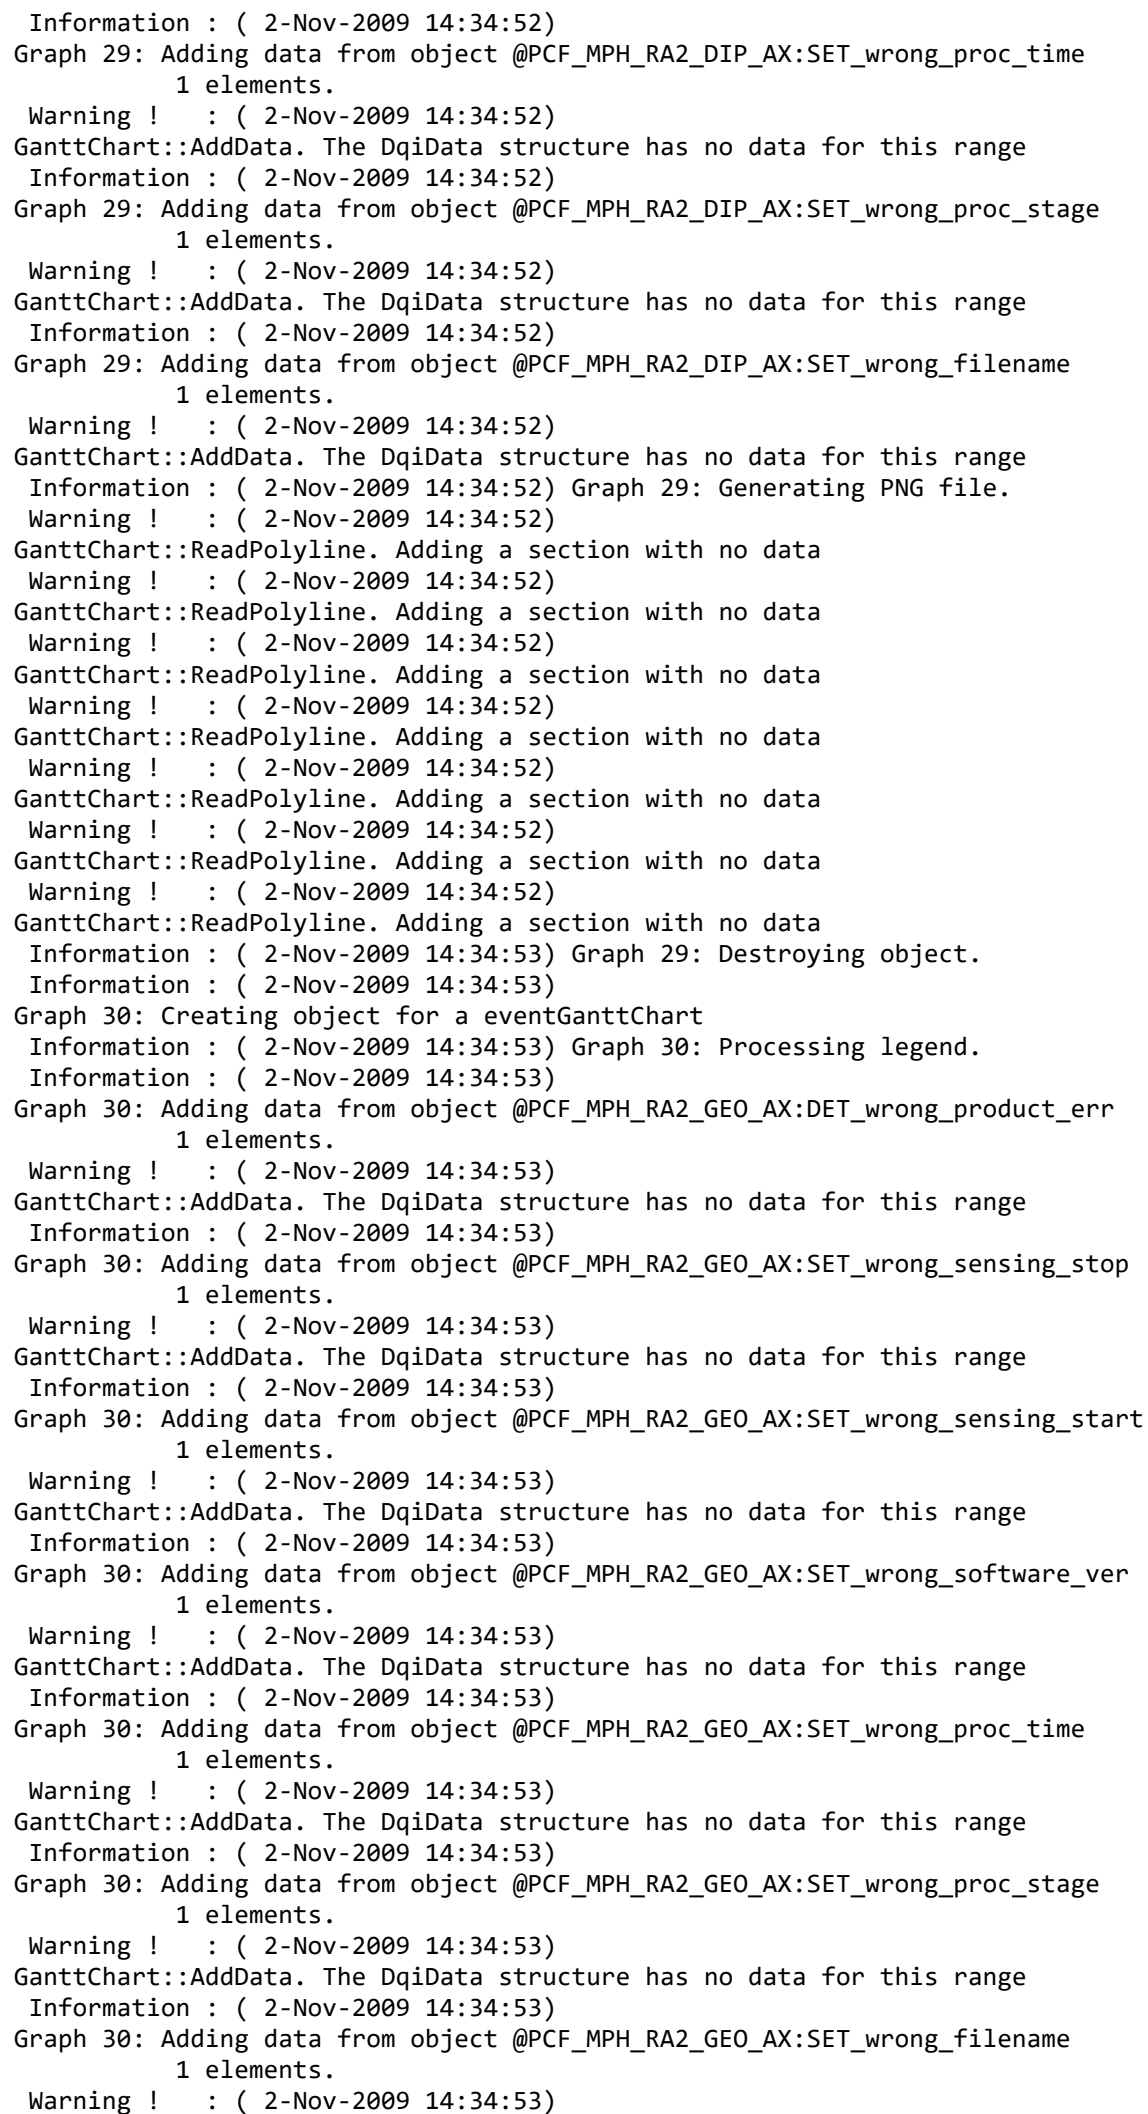 Information : ( 2-Nov-2009 14:34:52)
Graph 29: Adding data from object @PCF_MPH_RA2_DIP_AX:SET_wrong_proc_time
1 elements.
Warning ! : ( 2-Nov-2009 14:34:52)
GanttChart::AddData. The DqiData structure has no data for this range
Information : ( 2-Nov-2009 14:34:52)
Graph 29: Adding data from object @PCF_MPH_RA2_DIP_AX:SET_wrong_proc_stage
1 elements.
Warning ! : ( 2-Nov-2009 14:34:52)
GanttChart::AddData. The DqiData structure has no data for this range
Information : ( 2-Nov-2009 14:34:52)
Graph 29: Adding data from object @PCF_MPH_RA2_DIP_AX:SET_wrong_filename
1 elements.
Warning ! : ( 2-Nov-2009 14:34:52)
GanttChart::AddData. The DqiData structure has no data for this range
Information : ( 2-Nov-2009 14:34:52) Graph 29: Generating PNG file.
Warning ! : ( 2-Nov-2009 14:34:52)
GanttChart::ReadPolyline. Adding a section with no data
Warning ! : ( 2-Nov-2009 14:34:52)
GanttChart::ReadPolyline. Adding a section with no data
Warning ! : ( 2-Nov-2009 14:34:52)
GanttChart::ReadPolyline. Adding a section with no data
Warning ! : ( 2-Nov-2009 14:34:52)
GanttChart::ReadPolyline. Adding a section with no data
Warning ! : ( 2-Nov-2009 14:34:52)
GanttChart::ReadPolyline. Adding a section with no data
Warning ! : ( 2-Nov-2009 14:34:52)
GanttChart::ReadPolyline. Adding a section with no data
Warning ! : ( 2-Nov-2009 14:34:52)
GanttChart::ReadPolyline. Adding a section with no data
Information : ( 2-Nov-2009 14:34:53) Graph 29: Destroying object.
Information : ( 2-Nov-2009 14:34:53)
Graph 30: Creating object for a eventGanttChart
Information : ( 2-Nov-2009 14:34:53) Graph 30: Processing legend.
Information : ( 2-Nov-2009 14:34:53)
Graph 30: Adding data from object @PCF_MPH_RA2_GEO_AX:DET_wrong_product_err
1 elements.
Warning ! : ( 2-Nov-2009 14:34:53)
GanttChart::AddData. The DqiData structure has no data for this range
Information : ( 2-Nov-2009 14:34:53)
Graph 30: Adding data from object @PCF_MPH_RA2_GEO_AX:SET_wrong_sensing_stop
1 elements.
Warning ! : ( 2-Nov-2009 14:34:53)
GanttChart::AddData. The DqiData structure has no data for this range
Information : ( 2-Nov-2009 14:34:53)
Graph 30: Adding data from object @PCF_MPH_RA2_GEO_AX:SET_wrong_sensing_start
1 elements.
Warning ! : ( 2-Nov-2009 14:34:53)
GanttChart::AddData. The DqiData structure has no data for this range
Information : ( 2-Nov-2009 14:34:53)
Graph 30: Adding data from object @PCF_MPH_RA2_GEO_AX:SET_wrong_software_ver
1 elements.
Warning ! : ( 2-Nov-2009 14:34:53)
GanttChart::AddData. The DqiData structure has no data for this range
Information : ( 2-Nov-2009 14:34:53)
Graph 30: Adding data from object @PCF_MPH_RA2_GEO_AX:SET_wrong_proc_time
1 elements.
Warning ! : ( 2-Nov-2009 14:34:53)
GanttChart::AddData. The DqiData structure has no data for this range
Information : ( 2-Nov-2009 14:34:53)
Graph 30: Adding data from object @PCF_MPH_RA2_GEO_AX:SET_wrong_proc_stage
1 elements.
Warning ! : ( 2-Nov-2009 14:34:53)
GanttChart::AddData. The DqiData structure has no data for this range
Information : ( 2-Nov-2009 14:34:53)
Graph 30: Adding data from object @PCF_MPH_RA2_GEO_AX:SET_wrong_filename
1 elements.
Warning ! : ( 2-Nov-2009 14:34:53)